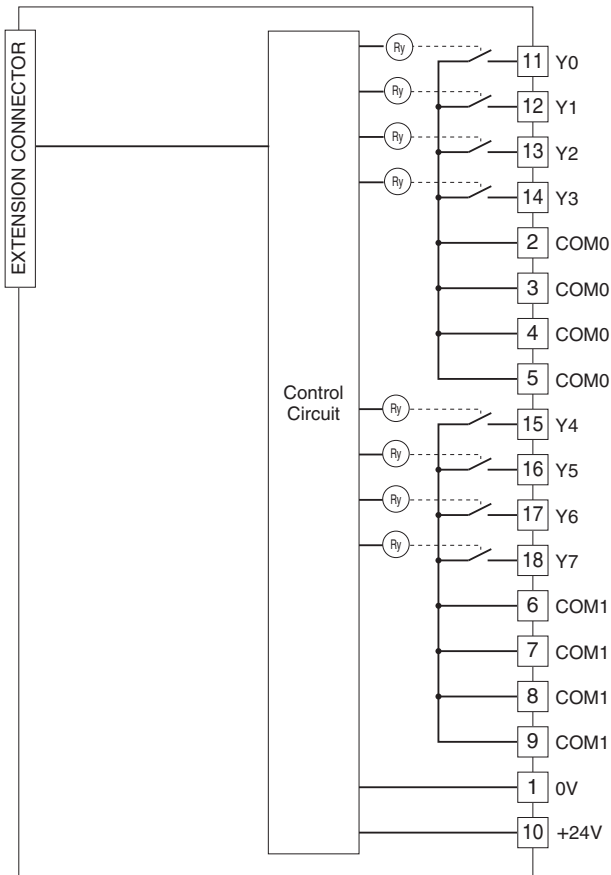 EXTENSION CONNECTOR
Control
Circuit
Ry
11 Y0
Ry
12 Y1
Ry
13 Y2
Ry
14 Y3
2 COM0
3 COM0
4 COM0
5 COM0
Ry
15 Y4
Ry
16 Y5
Ry
17 Y6
Ry
18 Y7
6 COM1
7 COM1
8 COM1
9 COM1
1 0V
10 +24V